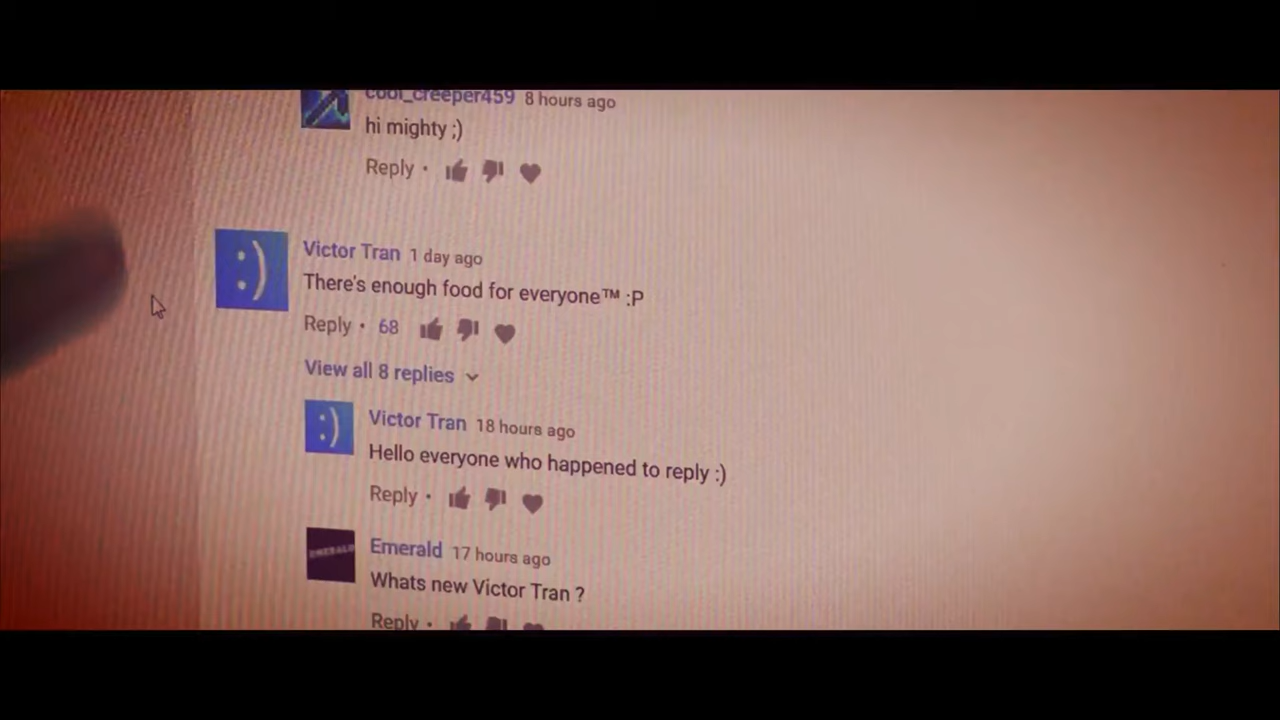 cool_creeper459 8 hours ago
hi mighty ;)
Reply •
Victor Tran 1 day ago
There's enough food for everyone™ :P
Reply • 68
View all 8 replies
:)
Victor Tran 18 hours ago
Hello everyone who happened to reply :)
Reply •
:)
EMERALD
Emerald 17 hours ago
Whats new Victor Tran ?
Reply •